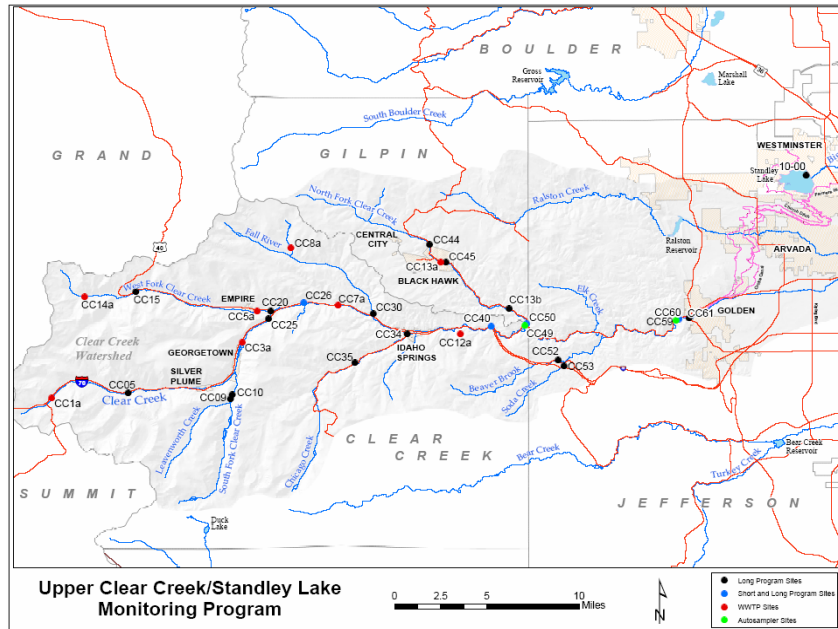 BOULDER
Gross
Reservoir
Marshall
Lake
36
South Boulder Creek
WESTMINSTER
10-00
Standley
Lake
GRAND
GILPIN
North Fork Clear Creek
Ralston Creek
Fall River
CENTRAL
CITY
CC44
CC8a
40
Ralston
Reservoir
ARVADA
CC13a
CC45
BLACK HAWK
West Fork Clear Creek
CC14a
CC15
EMPIRE
CC20
CC26
CC7a
CC30
CC13b
Elk Creek
CC5a
CC25
CC40
CC50
CC49
CC60
CC59
CC61
GOLDEN
Clear Creek
Watershed
GEORGETOWN
CC3a
CC34
IDAHO
SPRINGS
CC12a
SILVER
PLUME
CC35
CC52
CC53
70
CC05
Clear Creek
CC10
CC09
CC1a
Beaver Brook
Soda Creek
Leavenworth Creek
South Fork Clear Creek
Chicago Creek
CLEAR
CREEK
Bear Creek
Bear Creek
Reservoir
Turkey Creek
SUMMIT
JEFFERSON
Duck
Lake
Upper Clear Creek/Standley Lake
Monitoring Program
0 2.5 5 10
Miles
N
Long Program Sites
Short and Long Program Sites
WWTP Sites
Autosampler Sites